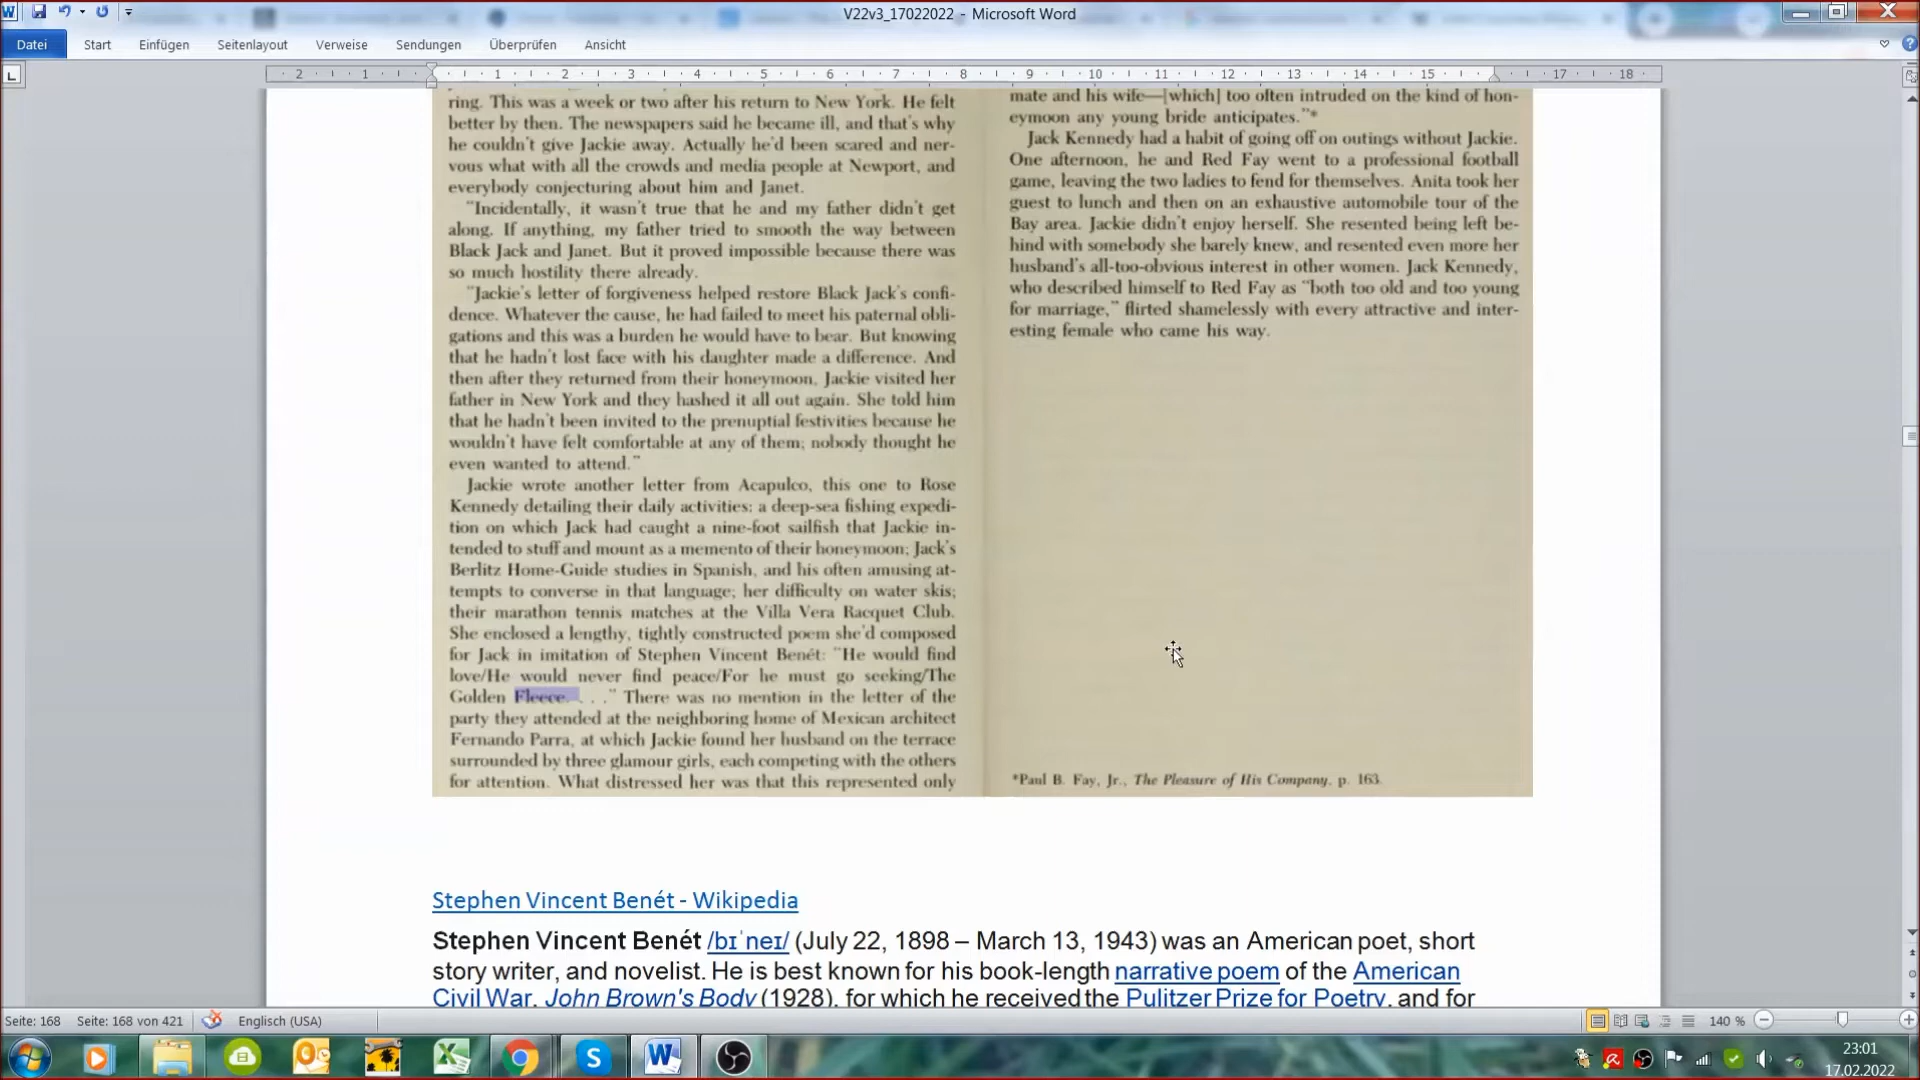 V22v3_17022022 - Microsoft Word
Datei Start Einfügen Seitenlayout Verweise Sendungen Überprüfen Ansicht
2 1 1 2 3 4 5 6 7 8 9 10 11 12 13 14 15 17 18
ring. This was a week or two after his return to New York. He felt
better by then. The newspapers said he became ill, and that's why
he couldn't give Jackie away. Actually he'd been scared and ner-
vous what with all the crowds and media people at Newport, and
everybody conjecturing about him and Janet.
"Incidentally, it wasn't true that he and my father didn't get
along. If anything, my father tried to smooth the way between
Black Jack and Janet. But it proved impossible because there was
so much hostility there already.
"Jackie's letter of forgiveness helped restore Black Jack's confi-
dence. Whatever the cause, he had failed to meet his paternal obli-
gations and this was a burden he would have to bear. But knowing
that he hadn't lost face with his daughter made a difference. And
then after they returned from their honeymoon, Jackie visited her
father in New York and they hashed it all out again. She told him
that he hadn't been invited to the prenuptial festivities because he
wouldn't have felt comfortable at any of them; nobody thought he
even wanted to attend."
Jackie wrote another letter from Acapulco, this one to Rose
Kennedy detailing their daily activities: a deep-sea fishing expedi-
tion on which Jack had caught a nine-foot sailfish that Jackie in-
tended to stuff and mount as a memento of their honeymoon; Jack's
Berlitz Home-Guide studies in Spanish, and his often amusing at-
tempts to converse in that language; her difficulty on water skis;
their marathon tennis matches at the Villa Vera Racquet Club.
She enclosed a lengthy, tightly constructed poem she'd composed
for Jack in imitation of Stephen Vincent Benét: "He would find
love/He would never find peace/For he must go seeking/The
Golden Fleece. . . ." There was no mention in the letter of the
party they attended at the neighboring home of Mexican architect
Fernando Parra, at which Jackie found her husband on the terrace
surrounded by three glamour girls, each competing with the others
for attention. What distressed her was that this represented only
mate and his wife—[which] too often intruded on the kind of hon-
eymoon any young bride anticipates."*
Jack Kennedy had a habit of going off on outings without Jackie.
One afternoon, he and Red Fay went to a professional football
game, leaving the two ladies to fend for themselves. Anita took her
guest to lunch and then on an exhaustive automobile tour of the
Bay area. Jackie didn't enjoy herself. She resented being left be-
hind with somebody she barely knew, and resented even more her
husband's all-too-obvious interest in other women. Jack Kennedy,
who described himself to Red Fay as "both too old and too young
for marriage," flirted shamelessly with every attractive and inter-
esting female who came his way.
*Paul B. Fay, Jr., The Pleasure of His Company, p. 163.
Stephen Vincent Benét - Wikipedia
Stephen Vincent Benét /bɪˈneɪ/ (July 22, 1898 – March 13, 1943) was an American poet, short
story writer, and novelist. He is best known for his book-length narrative poem of the American
Civil War, John Brown's Body (1928), for which he received the Pulitzer Prize for Poetry, and for
Seite: 168 Seite: 168 von 421 Englisch (USA) 140 %
23:01
17.02.2022